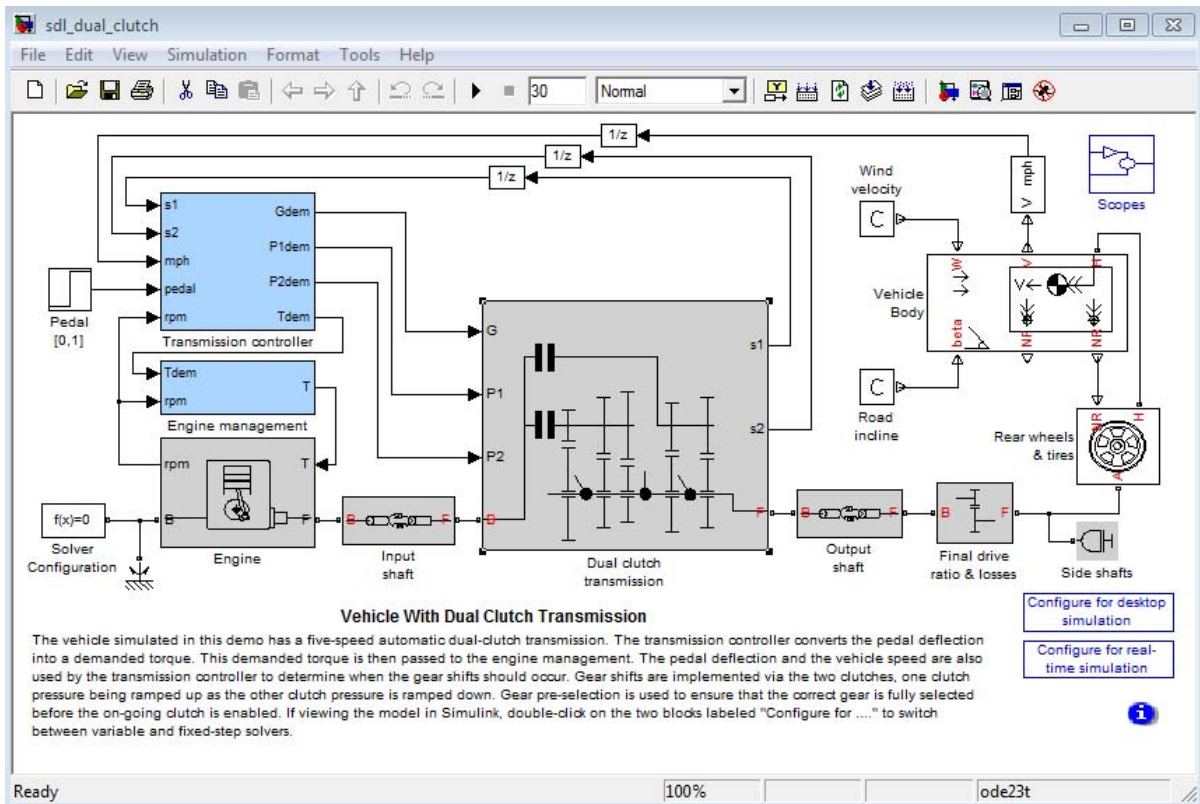 sdl_dual_clutch
File Edit View Simulation Format Tools Help
30 Normal
1/z
1/z
1/z
V mph
Scopes
Wind
velocity
C
s1
s2
mph
pedal
rpm
Gdem
P1dem
P2dem
Tdem
Transmission controller
Pedal
[0,1]
Tdem
rpm
T
Engine management
rpm
T
B
F
Engine
f(x)=0
Solver
Configuration
B
F
Input
shaft
G
P1
P2
B
s1
s2
F
Dual clutch
transmission
W
V
H
V
beta
NF
NR
Vehicle
Body
C
Road
incline
NR
H
A
Rear wheels
& tires
B
F
Output
shaft
B
F
Final drive
ratio & losses
Side shafts
Configure for desktop
simulation
Configure for real-
time simulation
i
Vehicle With Dual Clutch Transmission
The vehicle simulated in this demo has a five-speed automatic dual-clutch transmission. The transmission controller converts the pedal deflection
into a demanded torque. This demanded torque is then passed to the engine management. The pedal deflection and the vehicle speed are also
used by the transmission controller to determine when the gear shifts should occur. Gear shifts are implemented via the two clutches, one clutch
pressure being ramped up as the other clutch pressure is ramped down. Gear pre-selection is used to ensure that the correct gear is fully selected
before the on-going clutch is enabled. If viewing the model in Simulink, double-click on the two blocks labeled "Configure for ...." to switch
between variable and fixed-step solvers.
Ready 100% ode23t